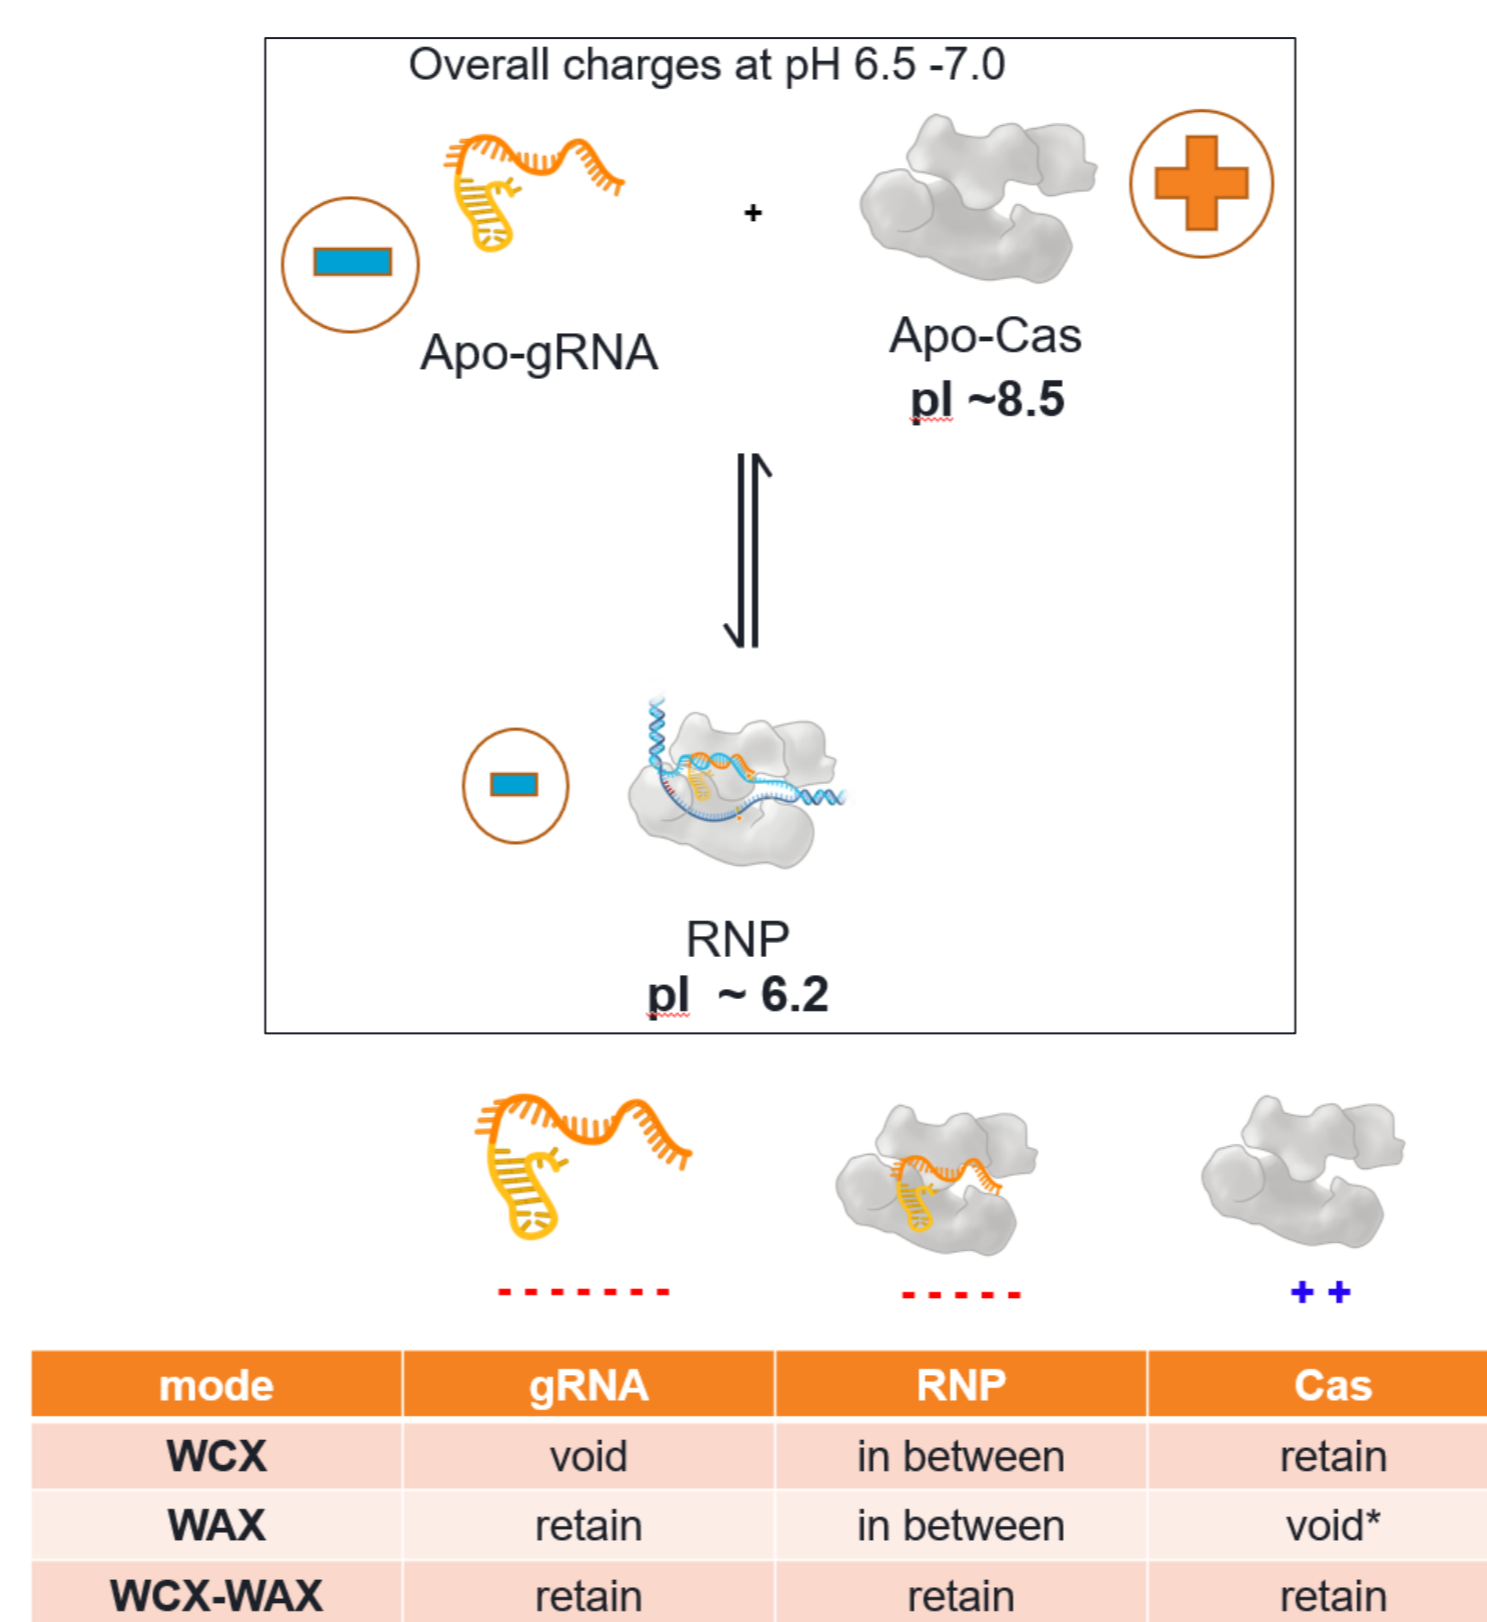 Overall charges at pH 6.5 -7.0
+
Apo-gRNA
Apo-Cas
pI ~8.5
RNP
pI ~ 6.2
- - - - - - -
- - - - -
+ +
mode gRNA RNP Cas
WCX void in between retain
WAX retain in between void*
WCX-WAX retain retain retain